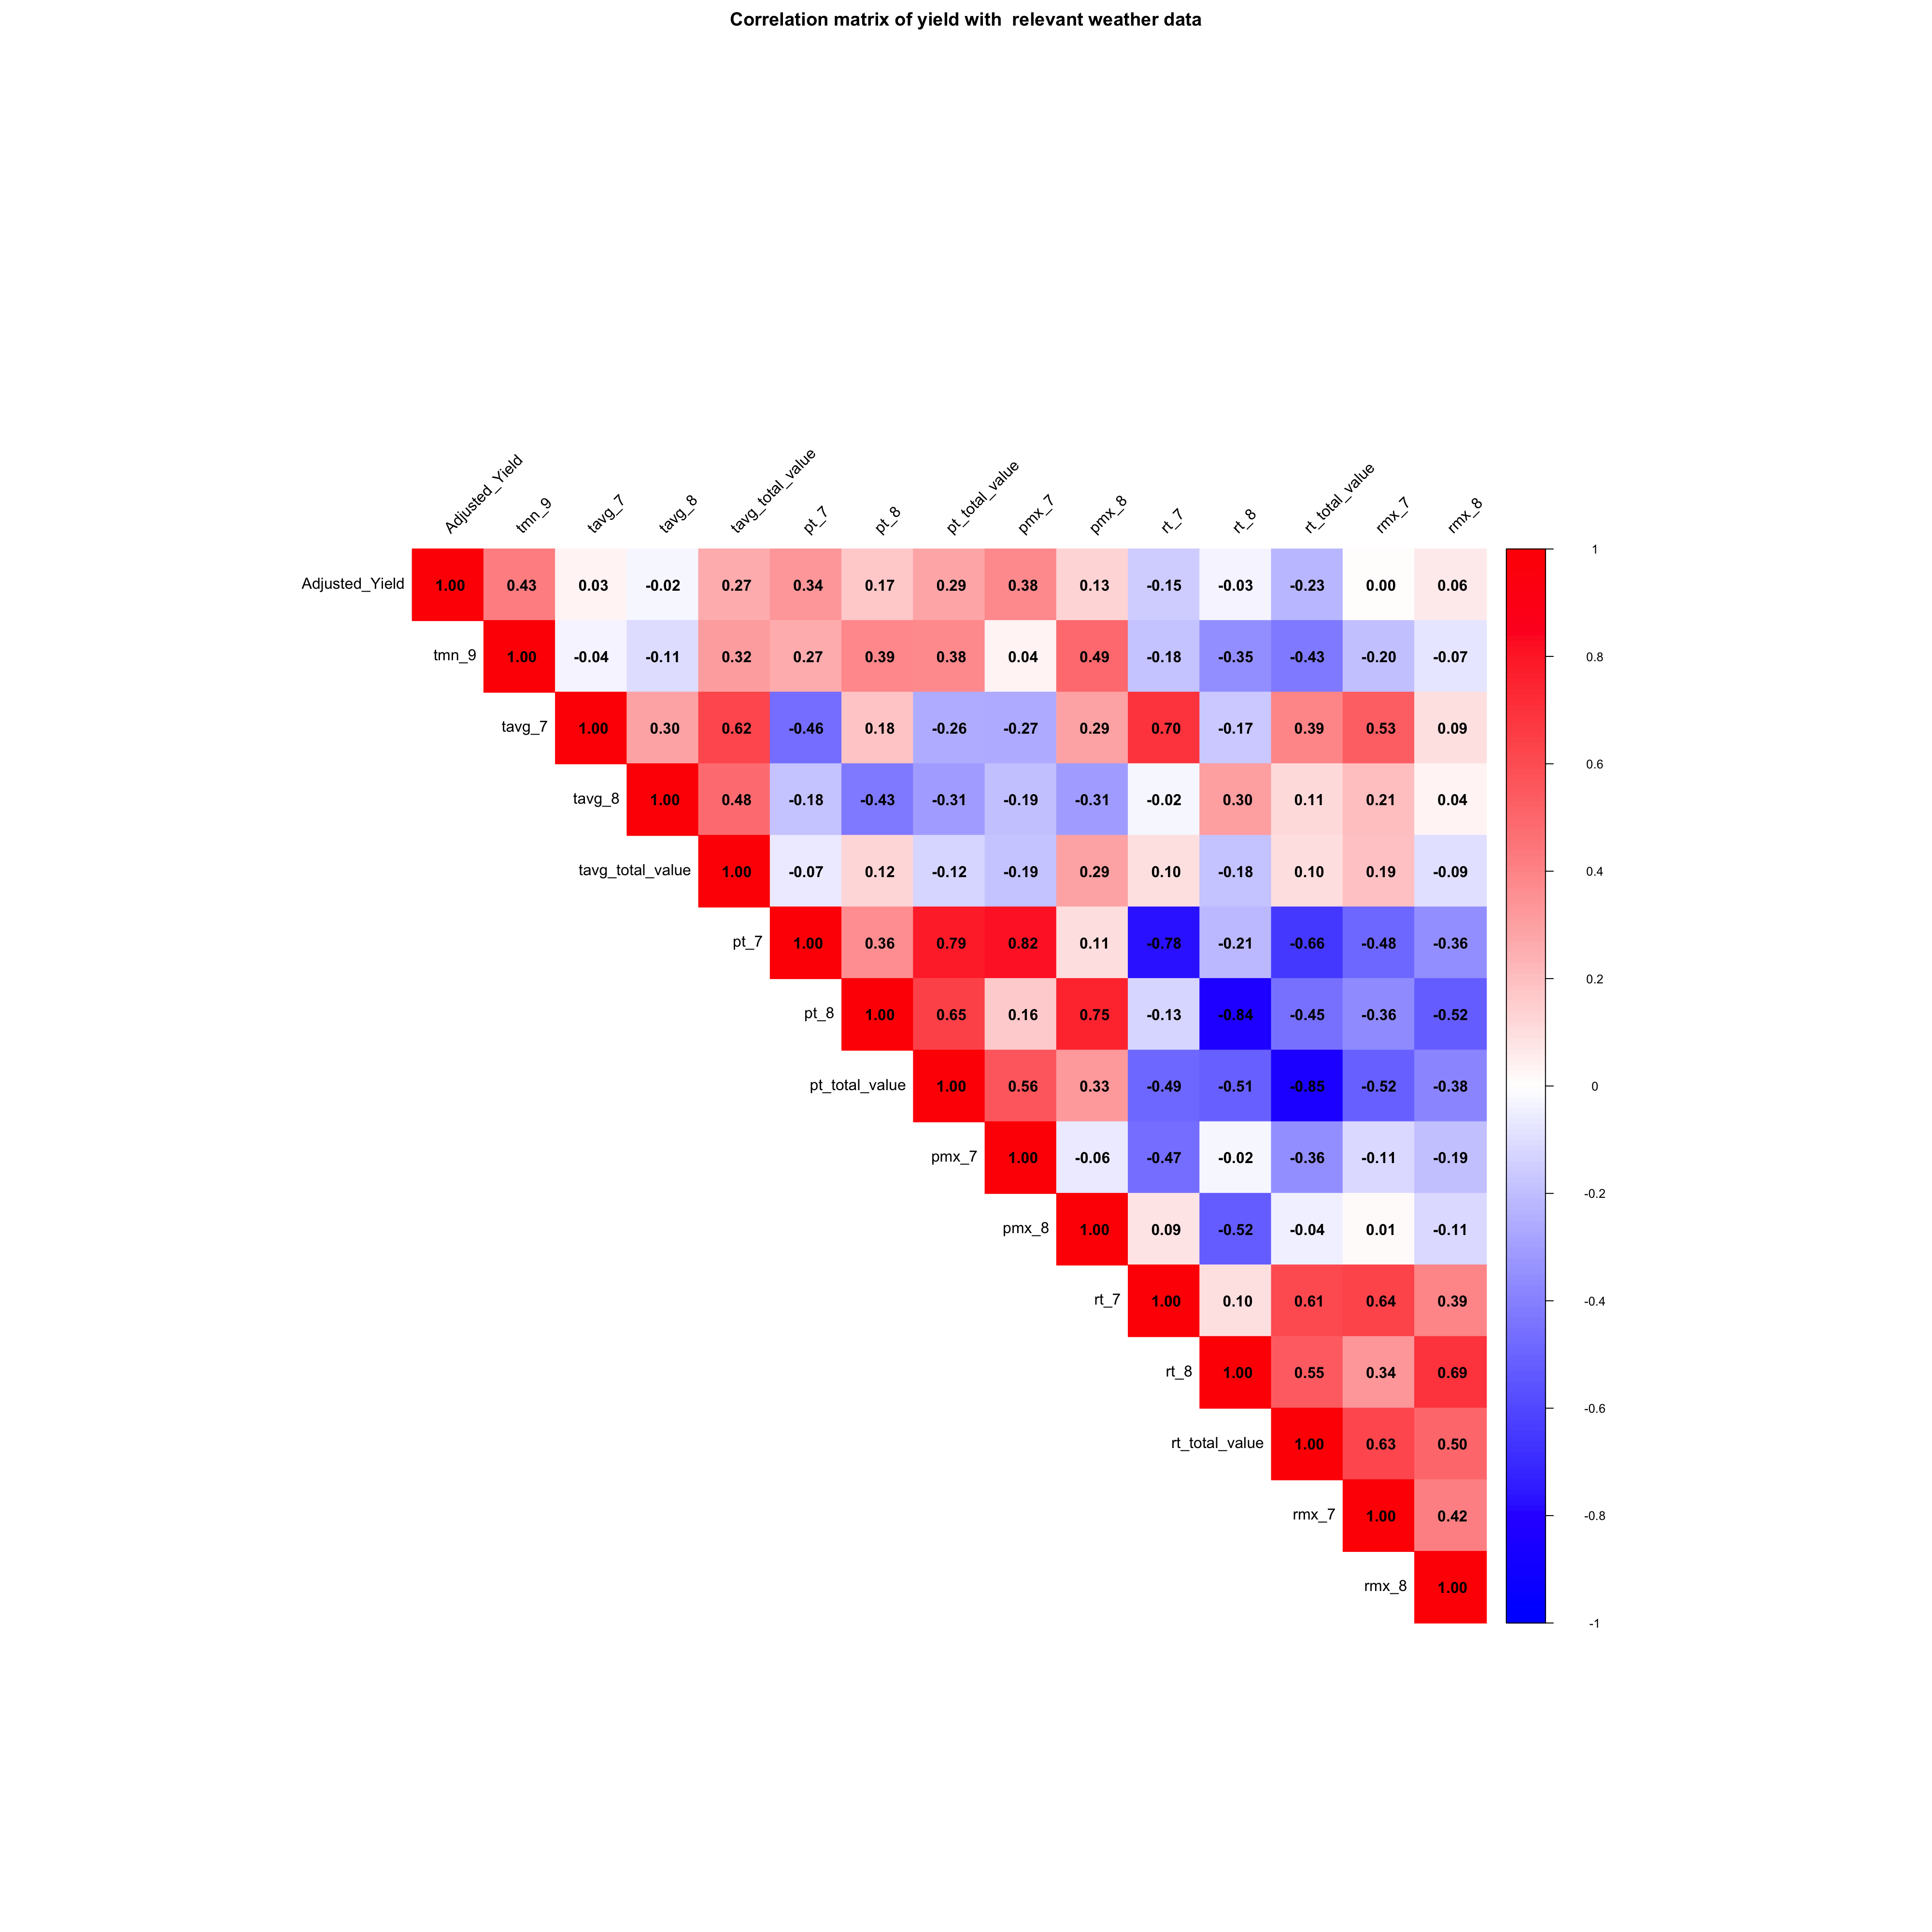 Correlation matrix of yield with  relevant weather data
Adjusted_Yield tmn_9 tavg_7 tavg_8 tavg_total_value pt_7 pt_8 pt_total_value pmx_7 pmx_8 rt_7 rt_8 rt_total_value rmx_7 rmx_8
Adjusted_Yield 1.00 0.43 0.03 -0.02 0.27 0.34 0.17 0.29 0.38 0.13 -0.15 -0.03 -0.23 0.00 0.06
tmn_9 1.00 -0.04 -0.11 0.32 0.27 0.39 0.38 0.04 0.49 -0.18 -0.35 -0.43 -0.20 -0.07
tavg_7 1.00 0.30 0.62 -0.46 0.18 -0.26 -0.27 0.29 0.70 -0.17 0.39 0.53 0.09
tavg_8 1.00 0.48 -0.18 -0.43 -0.31 -0.19 -0.31 -0.02 0.30 0.11 0.21 0.04
tavg_total_value 1.00 -0.07 0.12 -0.12 -0.19 0.29 0.10 -0.18 0.10 0.19 -0.09
pt_7 1.00 0.36 0.79 0.82 0.11 -0.78 -0.21 -0.66 -0.48 -0.36
pt_8 1.00 0.65 0.16 0.75 -0.13 -0.84 -0.45 -0.36 -0.52
pt_total_value 1.00 0.56 0.33 -0.49 -0.51 -0.85 -0.52 -0.38
pmx_7 1.00 -0.06 -0.47 -0.02 -0.36 -0.11 -0.19
pmx_8 1.00 0.09 -0.52 -0.04 0.01 -0.11
rt_7 1.00 0.10 0.61 0.64 0.39
rt_8 1.00 0.55 0.34 0.69
rt_total_value 1.00 0.63 0.50
rmx_7 1.00 0.42
rmx_8 1.00
1
0.8
0.6
0.4
0.2
0
-0.2
-0.4
-0.6
-0.8
-1